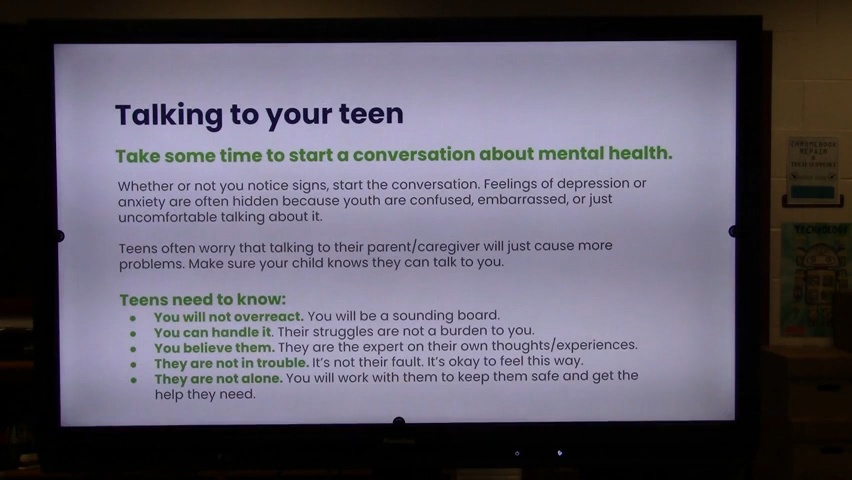 Talking to your teen
Take some time to start a conversation about mental health.
Whether or not you notice signs, start the conversation. Feelings of depression or
anxiety are often hidden because youth are confused, embarrassed, or just
uncomfortable talking about it.
Teens often worry that talking to their parent/caregiver will just cause more
problems. Make sure your child knows they can talk to you.
Teens need to know:
● You will not overreact. You will be a sounding board.
● You can handle it. Their struggles are not a burden to you.
● You believe them. They are the expert on their own thoughts/experiences.
● They are not in trouble. It's not their fault. It's okay to feel this way.
● They are not alone. You will work with them to keep them safe and get the
help they need.
CHROMEBOOK
REPAIR
TECHNOLOGY